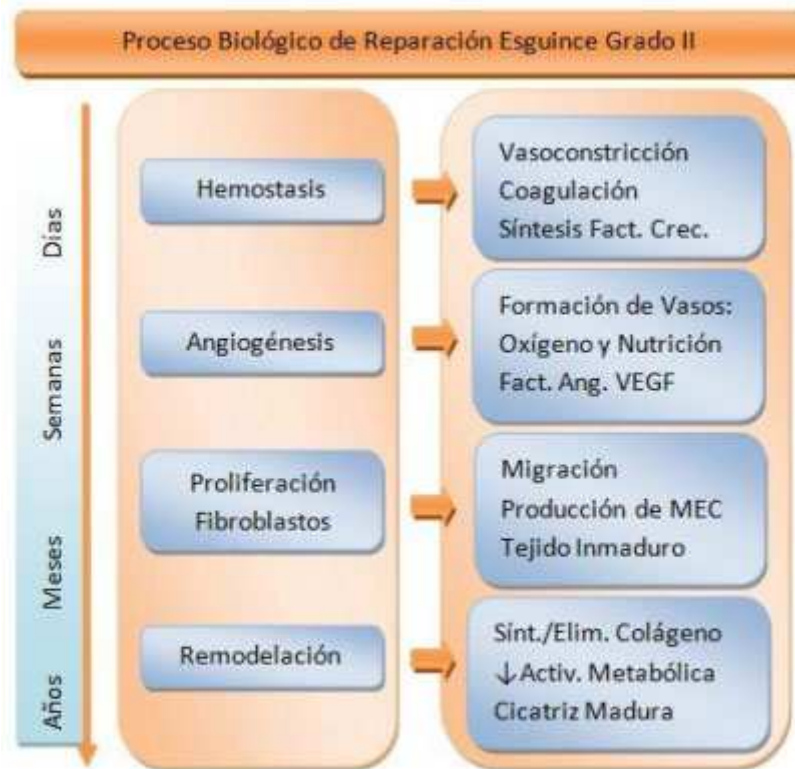 Proceso Biológico de Reparación Esguince Grado II
Días
Semanas
Meses
Años
Hemostasis
Vasoconstricción
Coagulación
Síntesis Fact. Crec.
Angiogénesis
Formación de Vasos:
Oxígeno y Nutrición
Fact. Ang. VEGF
Proliferación
Fibroblastos
Migración
Producción de MEC
Tejido Inmaduro
Remodelación
Sínt./Elim. Colágeno
↓Activ. Metabólica
Cicatriz Madura